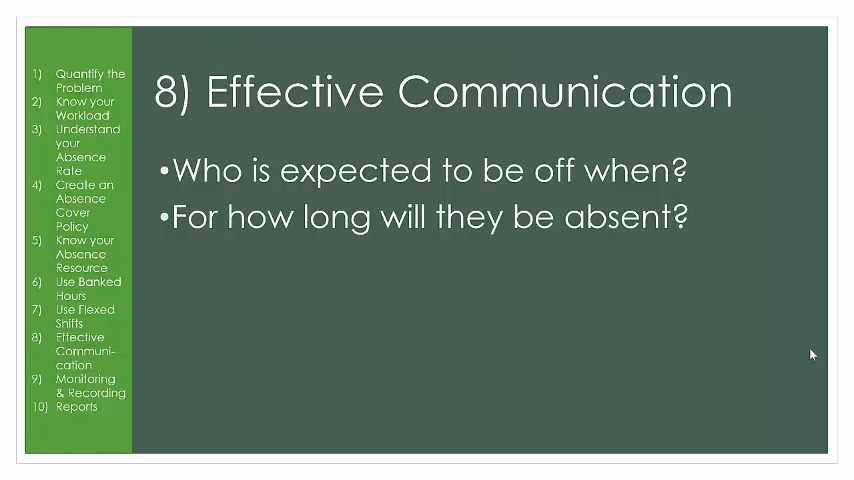 1) Quantify the
Problem
2) Know your
Workload
3) Understand
your
Absence
Rate
4) Create an
Absence
Cover
Policy
5) Know your
Absence
Resource
6) Use Banked
Hours
7) Use Flexed
Shifts
8) Effective
Communi-
cation
9) Monitoring
& Recording
10) Reports
8) Effective Communication
•Who is expected to be off when?
•For how long will they be absent?